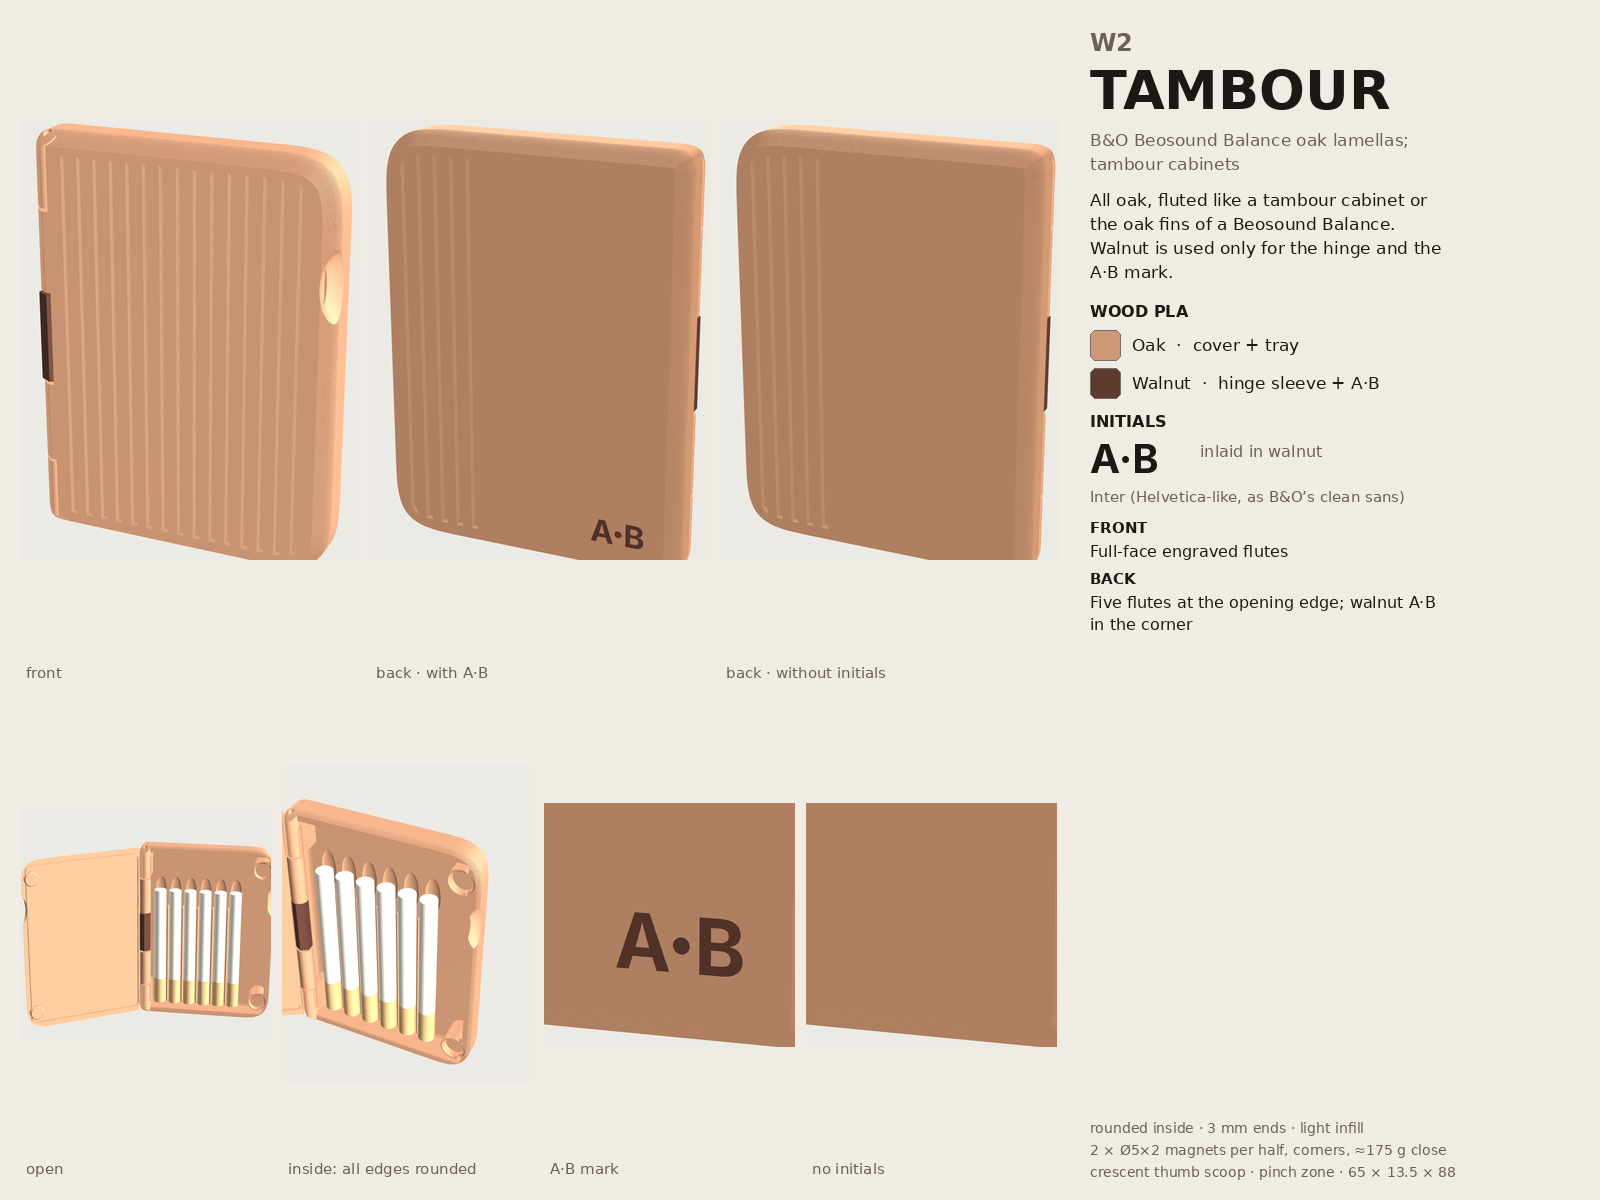 W2
TAMBOUR
B&O Beosound Balance oak lamellas;
tambour cabinets
All oak, fluted like a tambour cabinet or
the oak fins of a Beosound Balance.
Walnut is used only for the hinge and the
A·B mark.
WOOD PLA
Oak · cover + tray
Walnut · hinge sleeve + A·B
INITIALS
A·B inlaid in walnut
Inter (Helvetica-like, as B&O’s clean sans)
FRONT
Full-face engraved flutes
BACK
Five flutes at the opening edge; walnut A·B
in the corner
A·B
front
back · with A·B
back · without initials
A·B
open
inside: all edges rounded
A·B mark
no initials
rounded inside · 3 mm ends · light infill
2 × Ø5×2 magnets per half, corners, ≈175 g close
crescent thumb scoop · pinch zone · 65 × 13.5 × 88